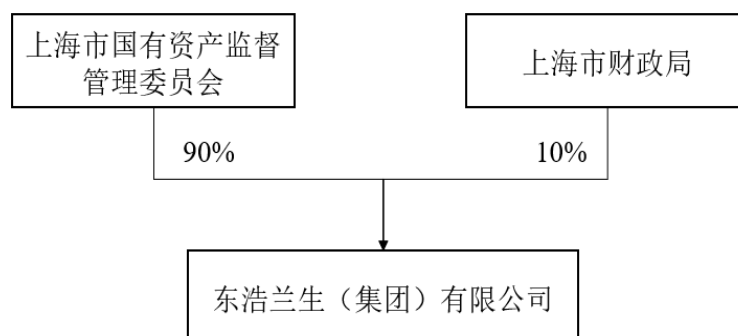 上海市国有资产监督
管理委员会
上海市财政局
90%
10%
东浩兰生（集团）有限公司